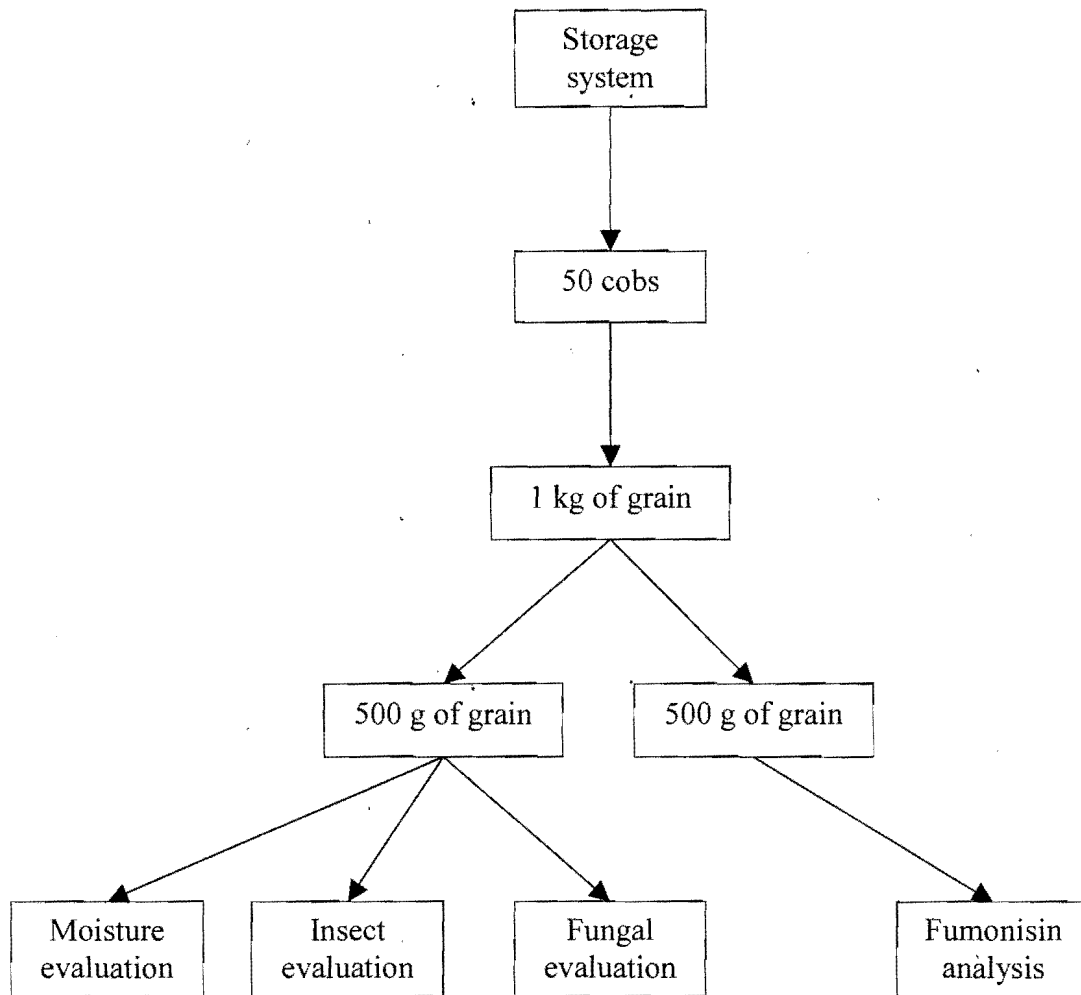 Storage
system
50 cobs
1 kg of grain
500 g of grain
500 g of grain
Moisture
evaluation
Insect
evaluation
Fungal
evaluation
Fumonisin
analysis